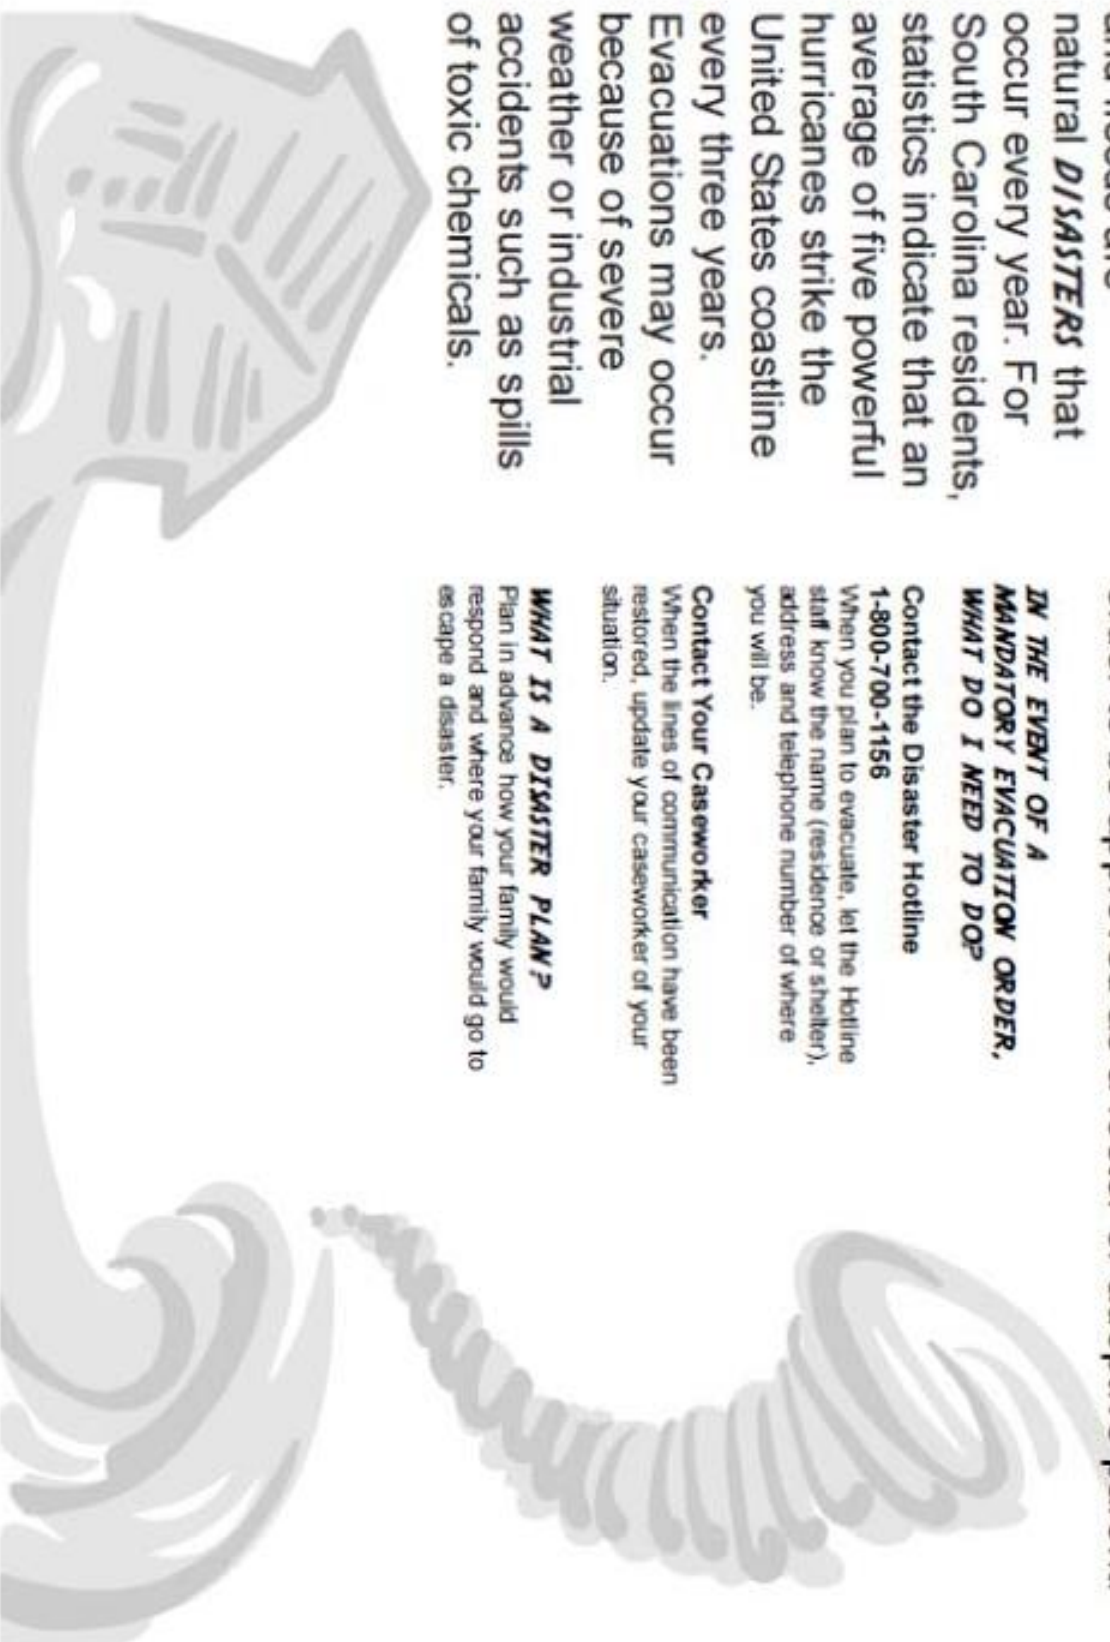 natural DISASTERS that
occur every year. For
South Carolina residents,
statistics indicate that an
average of five powerful
hurricanes strike the
United States coastline
every three years.
Evacuations may occur
because of severe
weather or industrial
accidents such as spills
of toxic chemicals.
IN THE EVENT OF A
MANDATORY EVACUATION ORDER,
WHAT DO I NEED TO DO?
Contact the Disaster Hotline
1-800-700-1156
When you plan to evacuate, let the Hotline
staff know the name (residence or shelter),
address and telephone number of where
you will be.
Contact Your Caseworker
When the lines of communication have been
restored, update your caseworker of your
situation.
WHAT IS A DISASTER PLAN?
Plan in advance how your family would
respond and where your family would go to
escape a disaster.